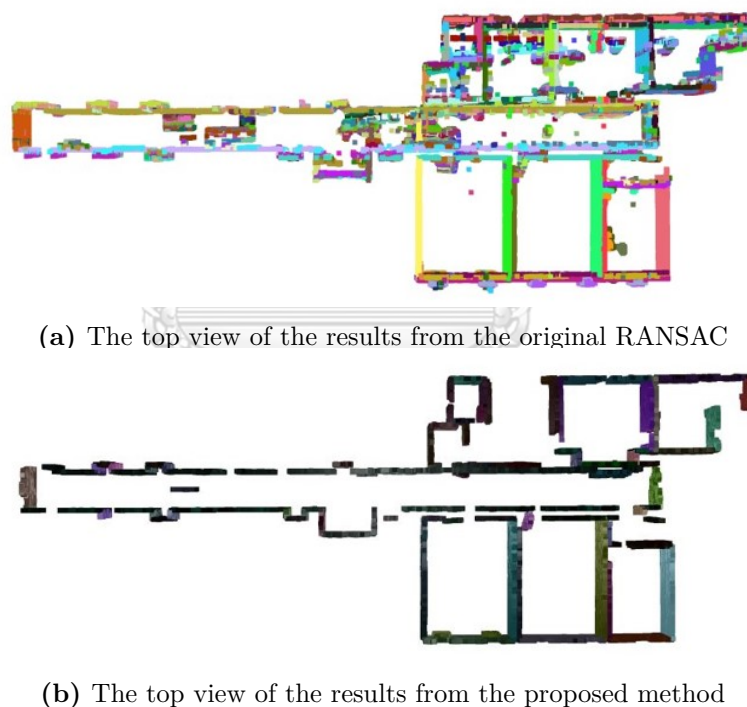 (a) The top view of the results from the original RANSAC
(b) The top view of the results from the proposed method